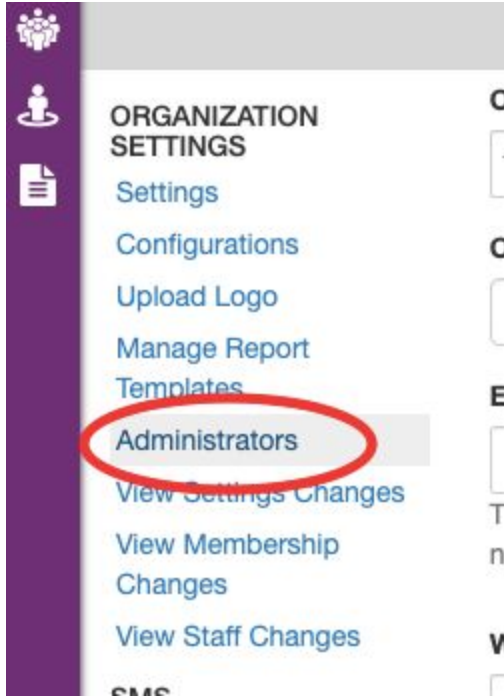 ORGANIZATION
SETTINGS
Settings
Configurations
Upload Logo
Manage Report
Templates
Administrators
View Settings Changes
View Membership
Changes
View Staff Changes